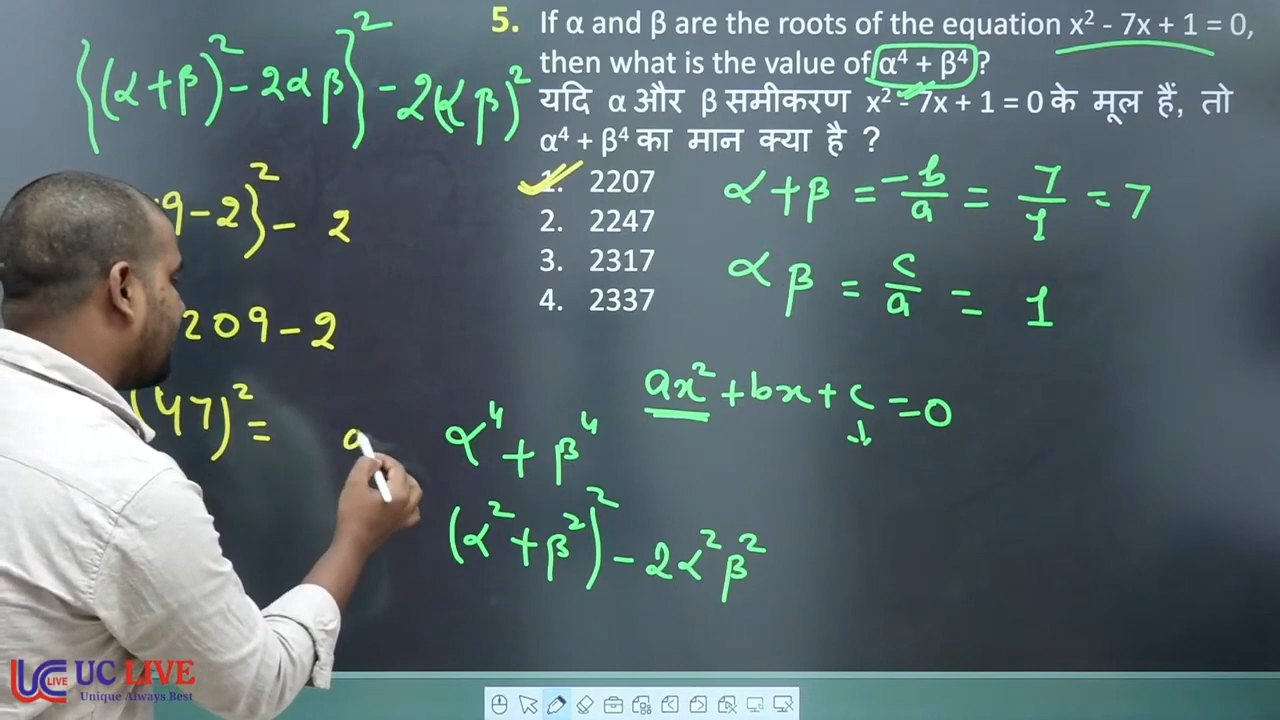 5. If α and β are the roots of the equation x² - 7x + 1 = 0,
then what is the value of α⁴ + β⁴ ?
यदि α और β समीकरण x² - 7x + 1 = 0 के मूल हैं, तो
α⁴ + β⁴ का मान क्या है ?
1. 2207
2. 2247
3. 2317
4. 2337
{(α+β)² - 2αβ}² - 2(αβ)²
9-2}² - 2
209-2
(47)² =
α+β = -b/a = 7/1 = 7
αβ = c/a = 1
ax² + bx + c = 0
α⁴ + β⁴
(α² + β²)² - 2α²β²
UC LIVE
LIVE
Unique Always Best